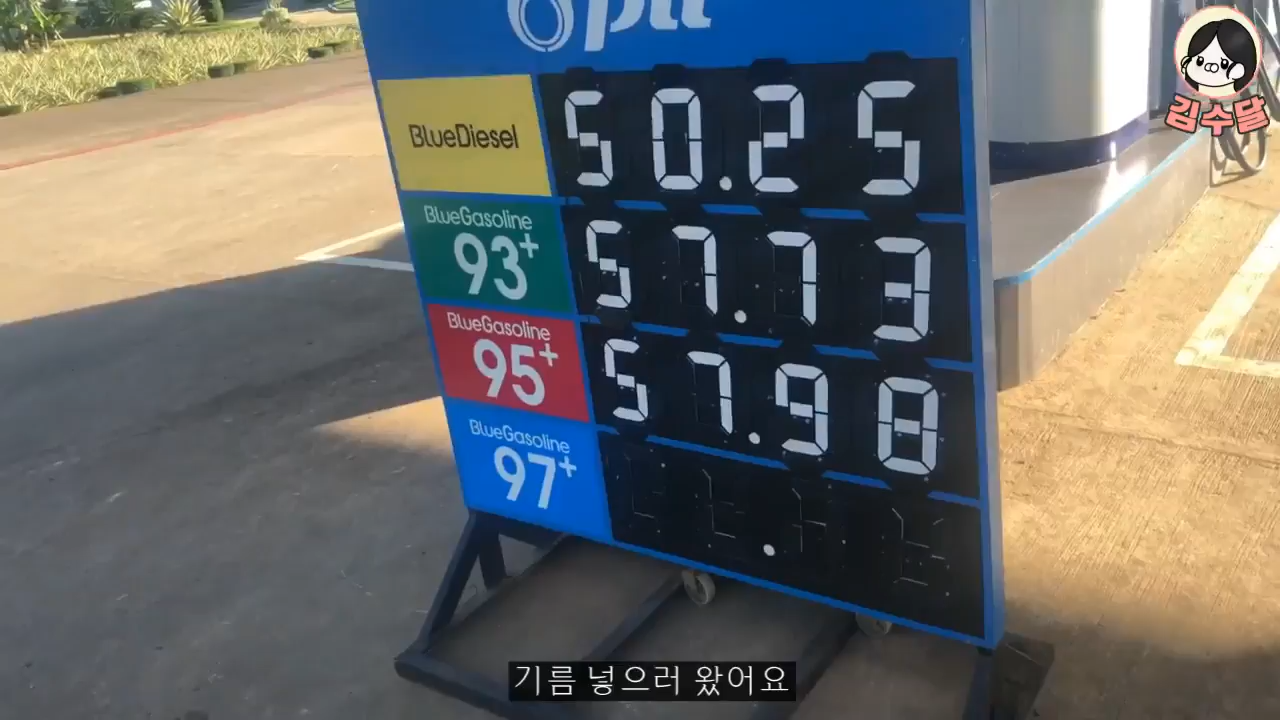 ptt
김수달
BlueDiesel
50.25
BlueGasoline
93+
57.73
BlueGasoline
95+
57.98
BlueGasoline
97+
기름 넣으러 왔어요